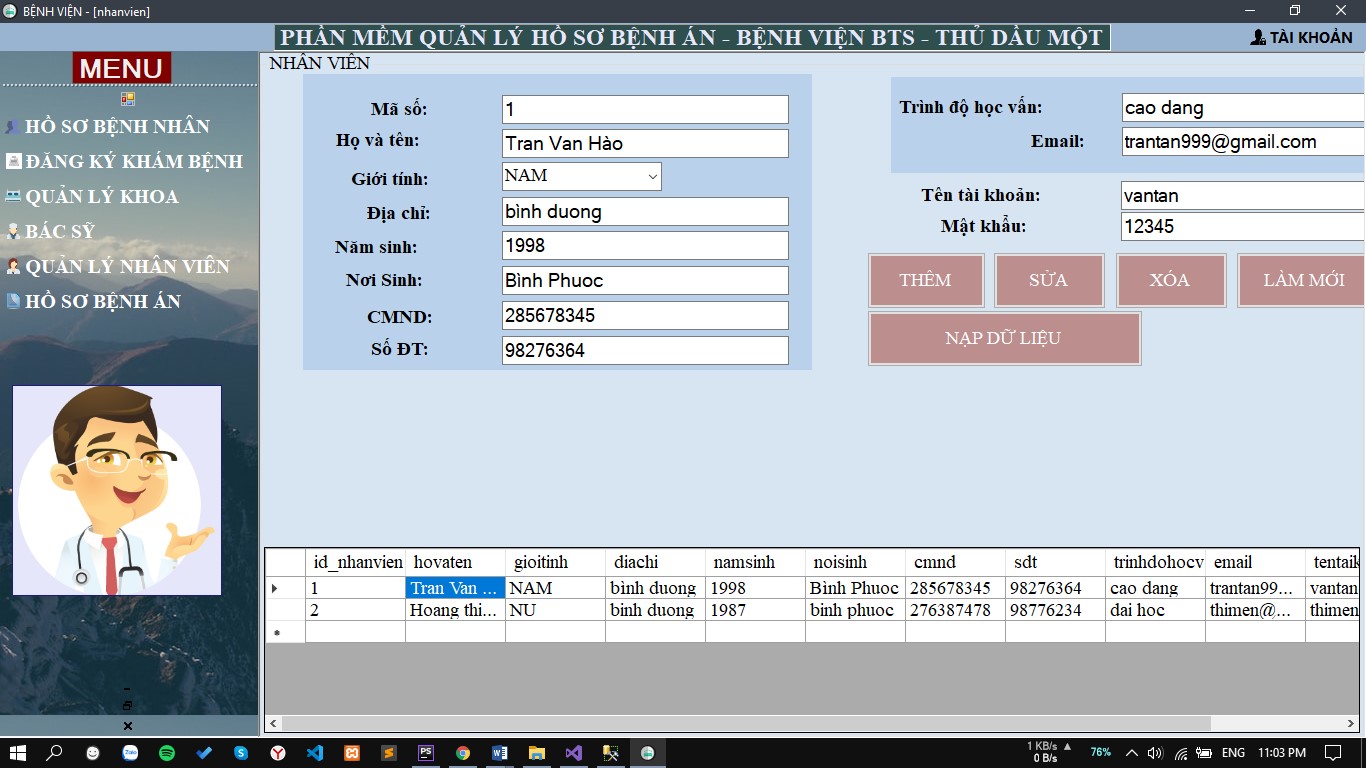 BỆNH VIỆN - [nhanvien]
PHẦN MỀM QUẢN LÝ HỒ SƠ BỆNH ÁN - BỆNH VIỆN BTS - THỦ DẦU MỘT
TÀI KHOẢN
MENU
HỒ SƠ BỆNH NHÂN
ĐĂNG KÝ KHÁM BỆNH
QUẢN LÝ KHOA
BÁC SỸ
QUẢN LÝ NHÂN VIÊN
HỒ SƠ BỆNH ÁN
NHÂN VIÊN
Mã số: 1
Họ và tên: Tran Van Hào
Giới tính: NAM
Địa chỉ: bình duong
Năm sinh: 1998
Nơi Sinh: Bình Phuoc
CMND: 285678345
Số ĐT: 98276364
Trình độ học vấn: cao dang
Email: trantan999@gmail.com
Tên tài khoản: vantan
Mật khẩu: 12345
THÊM SỬA XÓA LÀM MỚI
NẠP DỮ LIỆU
id_nhanvien hovaten gioitinh diachi namsinh noisinh cmnd sdt trinhdohocv email tentaik
1 Tran Van ... NAM bình duong 1998 Bình Phuoc 285678345 98276364 cao dang trantan99... vantan
2 Hoang thi... NU binh duong 1987 binh phuoc 276387478 98776234 dai hoc thimen@... thimen
Zalo
PS
1 KB/s
0 B/s
76%
ENG
11:03 PM